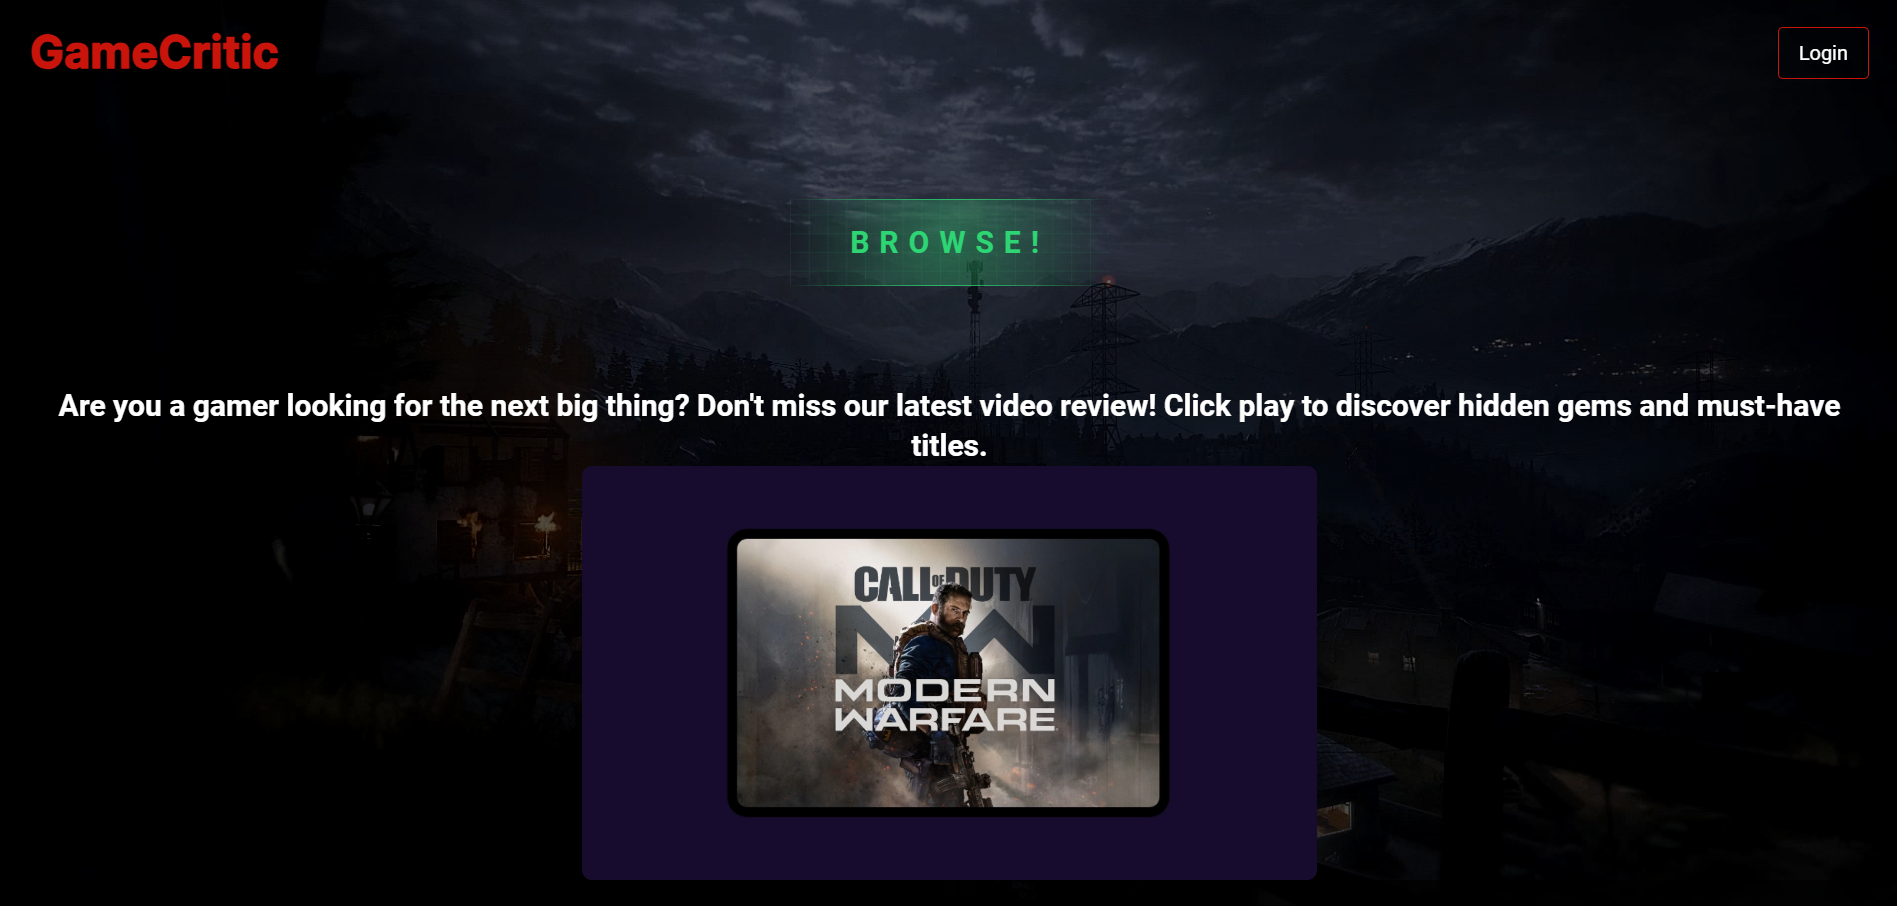 GameCritic
Login
BROWSE!
Are you a gamer looking for the next big thing? Don't miss our latest video review! Click play to discover hidden gems and must-have
titles.
CALL OF DUTY
MW
MODERN
WARFARE